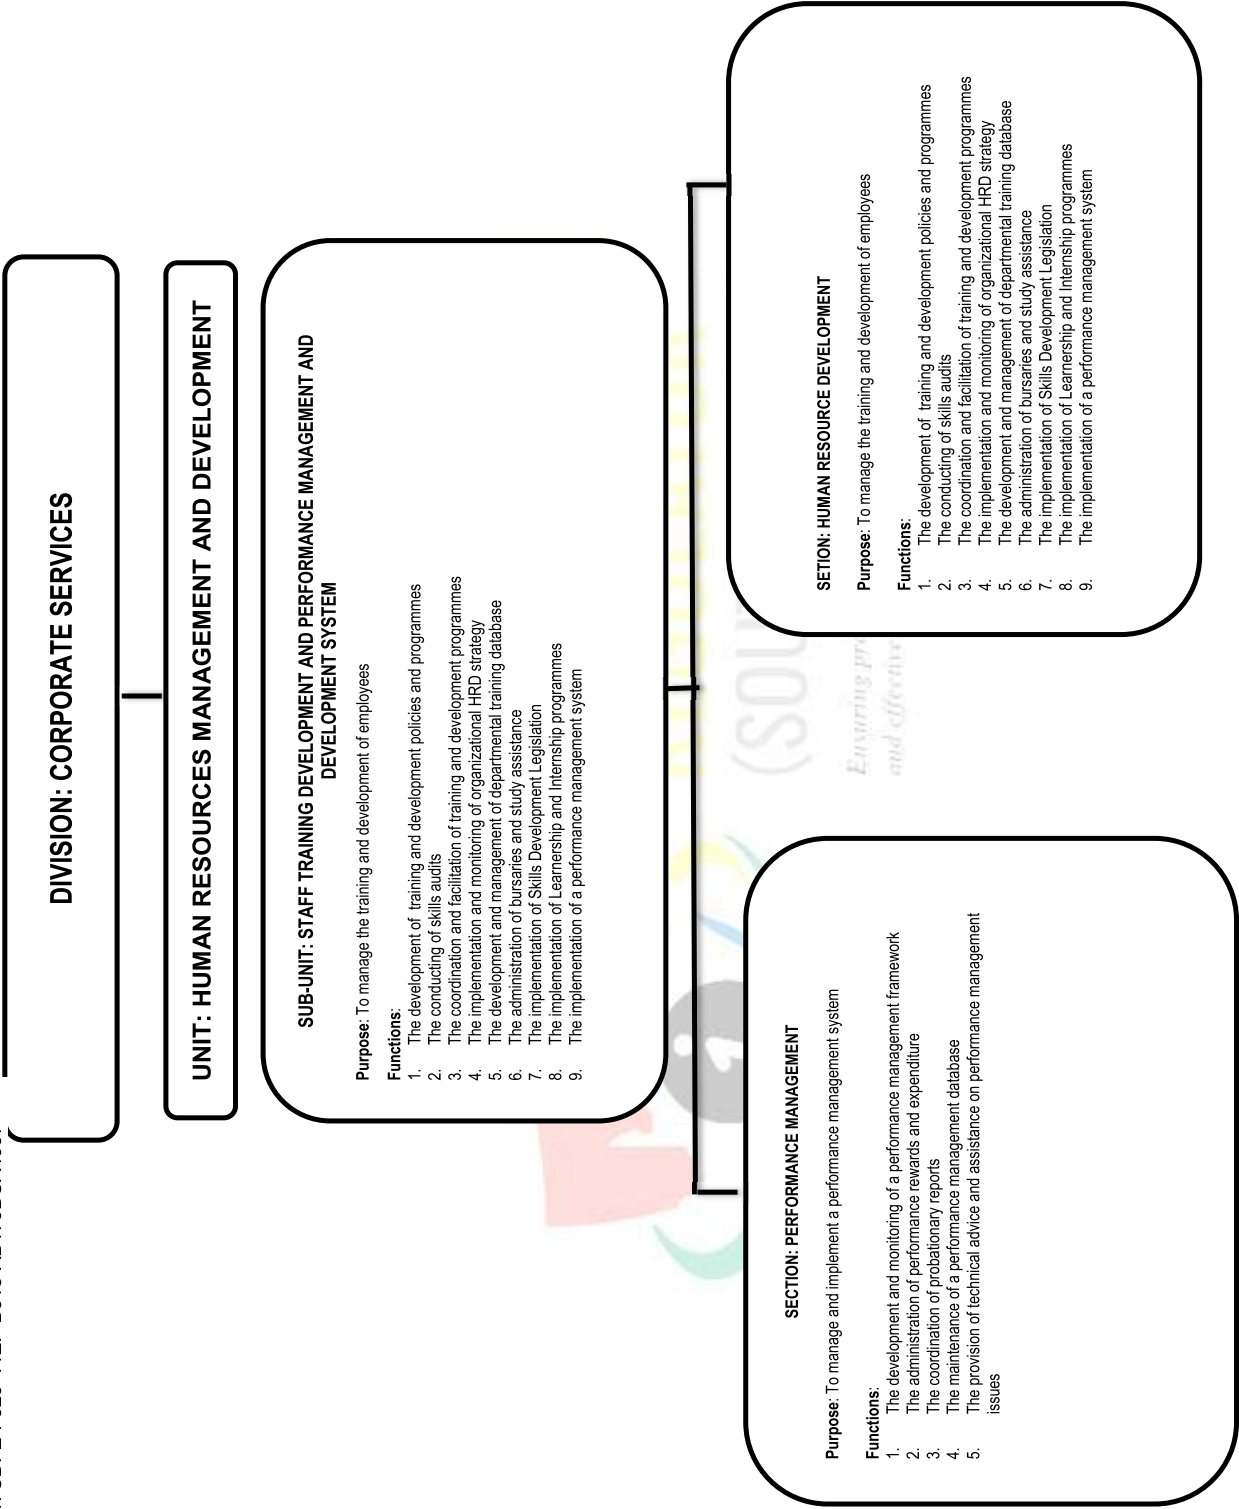 DIVISION: CORPORATE SERVICES
UNIT: HUMAN RESOURCES MANAGEMENT AND DEVELOPMENT
SUB-UNIT: STAFF TRAINING DEVELOPMENT AND PERFORMANCE MANAGEMENT AND
DEVELOPMENT SYSTEM
Purpose: To manage the training and development of employees
Functions:
1. The development of training and development policies and programmes
2. The conducting of skills audits
3. The coordination and facilitation of training and development programmes
4. The implementation and monitoring of organizational HRD strategy
5. The development and management of departmental training database
6. The administration of bursaries and study assistance
7. The implementation of Skills Development Legislation
8. The implementation of Learnership and Internship programmes
9. The implementation of a performance management system
SECTION: PERFORMANCE MANAGEMENT
Purpose: To manage and implement a performance management system
Functions:
1. The development and monitoring of a performance management framework
2. The administration of performance rewards and expenditure
3. The coordination of probationary reports
4. The maintenance of a performance management database
5. The provision of technical advice and assistance on performance management
issues
SETION: HUMAN RESOURCE DEVELOPMENT
Purpose: To manage the training and development of employees
Functions:
1. The development of training and development policies and programmes
2. The conducting of skills audits
3. The coordination and facilitation of training and development programmes
4. The implementation and monitoring of organizational HRD strategy
5. The development and management of departmental training database
6. The administration of bursaries and study assistance
7. The implementation of Skills Development Legislation
8. The implementation of Learnership and Internship programmes
9. The implementation of a performance management system
(SOU
Ensuring pr
and effective